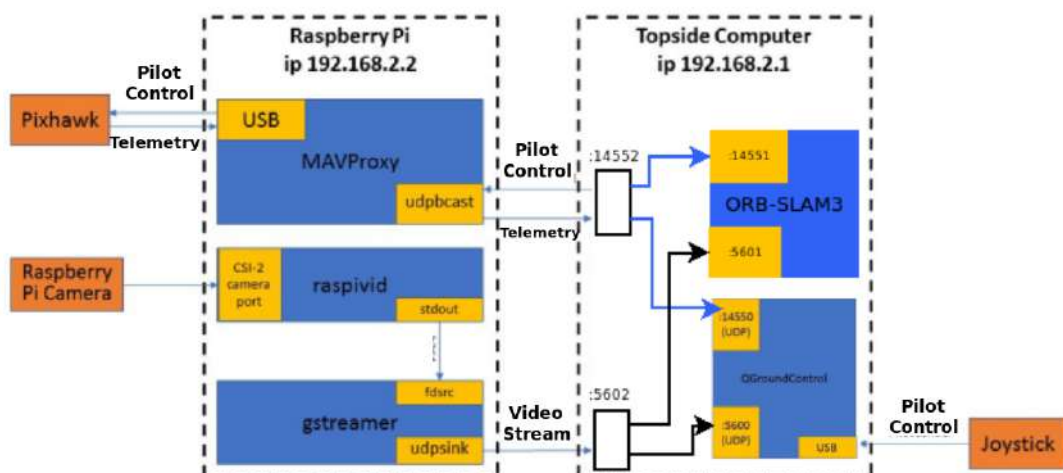 Raspberry Pi
ip 192.168.2.2
Topside Computer
ip 192.168.2.1
Pilot
Control
Pixhawk
Telemetry
USB
MAVProxy
udpbcast
Pilot
Control
Telemetry
:14552
:14551
ORB-SLAM3
:5601
Raspberry
Pi Camera
CSI-2
camera
port
raspivid
stdout
:14550
(UDP)
QGroundControl
fdsrc
gstreamer
udpsink
Video
Stream
:5602
:5600
(UDP)
USB
Pilot
Control
Joystick